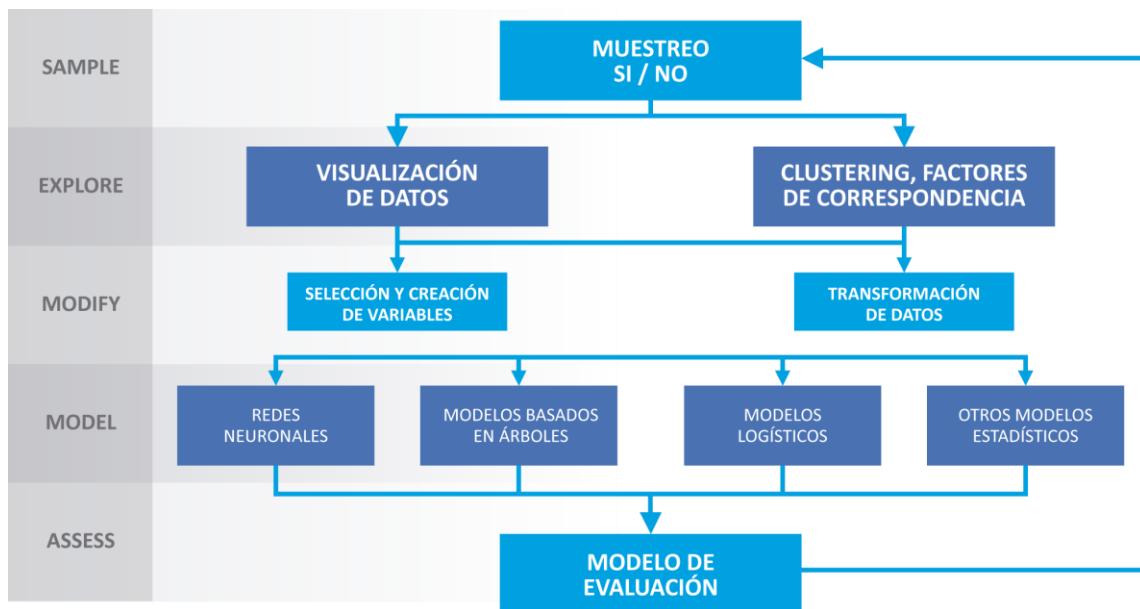 SAMPLE
MUESTREO
SI / NO
EXPLORE
VISUALIZACIÓN
DE DATOS
CLUSTERING, FACTORES
DE CORRESPONDENCIA
MODIFY
SELECCIÓN Y CREACIÓN
DE VARIABLES
TRANSFORMACIÓN
DE DATOS
MODEL
REDES
NEURONALES
MODELOS BASADOS
EN ÁRBOLES
MODELOS
LOGÍSTICOS
OTROS MODELOS
ESTADÍSTICOS
ASSESS
MODELO DE
EVALUACIÓN